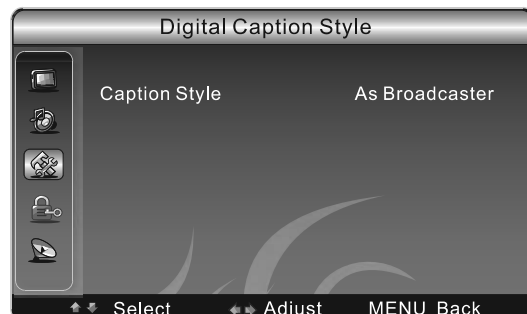 Digital Caption Style
Caption Style As Broadcaster
Select Adjust MENU Back